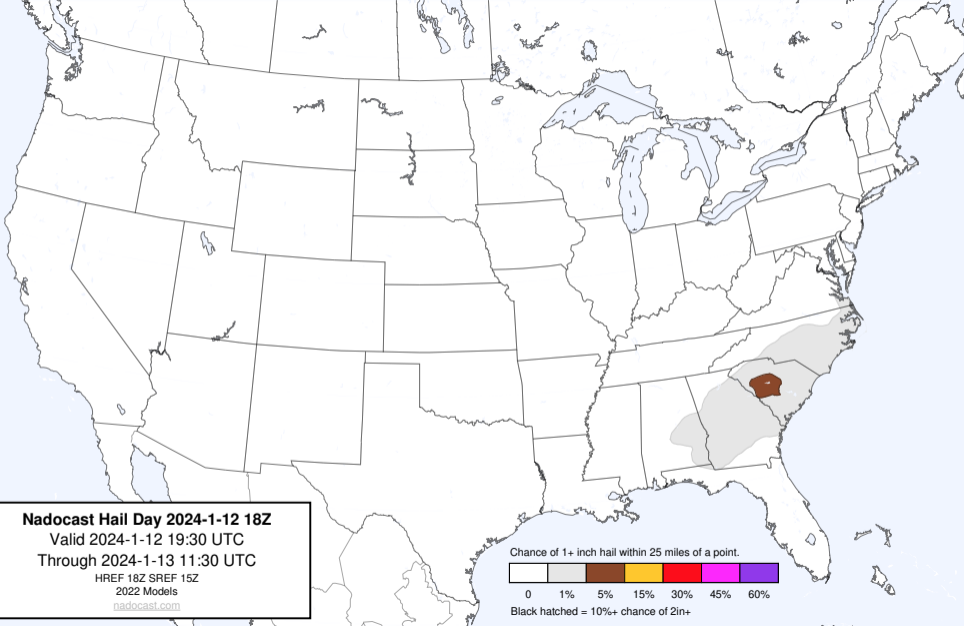 Nadocast Hail Day 2024-1-12 18Z
Valid 2024-1-12 19:30 UTC
Through 2024-1-13 11:30 UTC
HREF 18Z SREF 15Z
2022 Models
nadocast.com
Chance of 1+ inch hail within 25 miles of a point.
0 1% 5% 15% 30% 45% 60%
Black hatched = 10%+ chance of 2in+